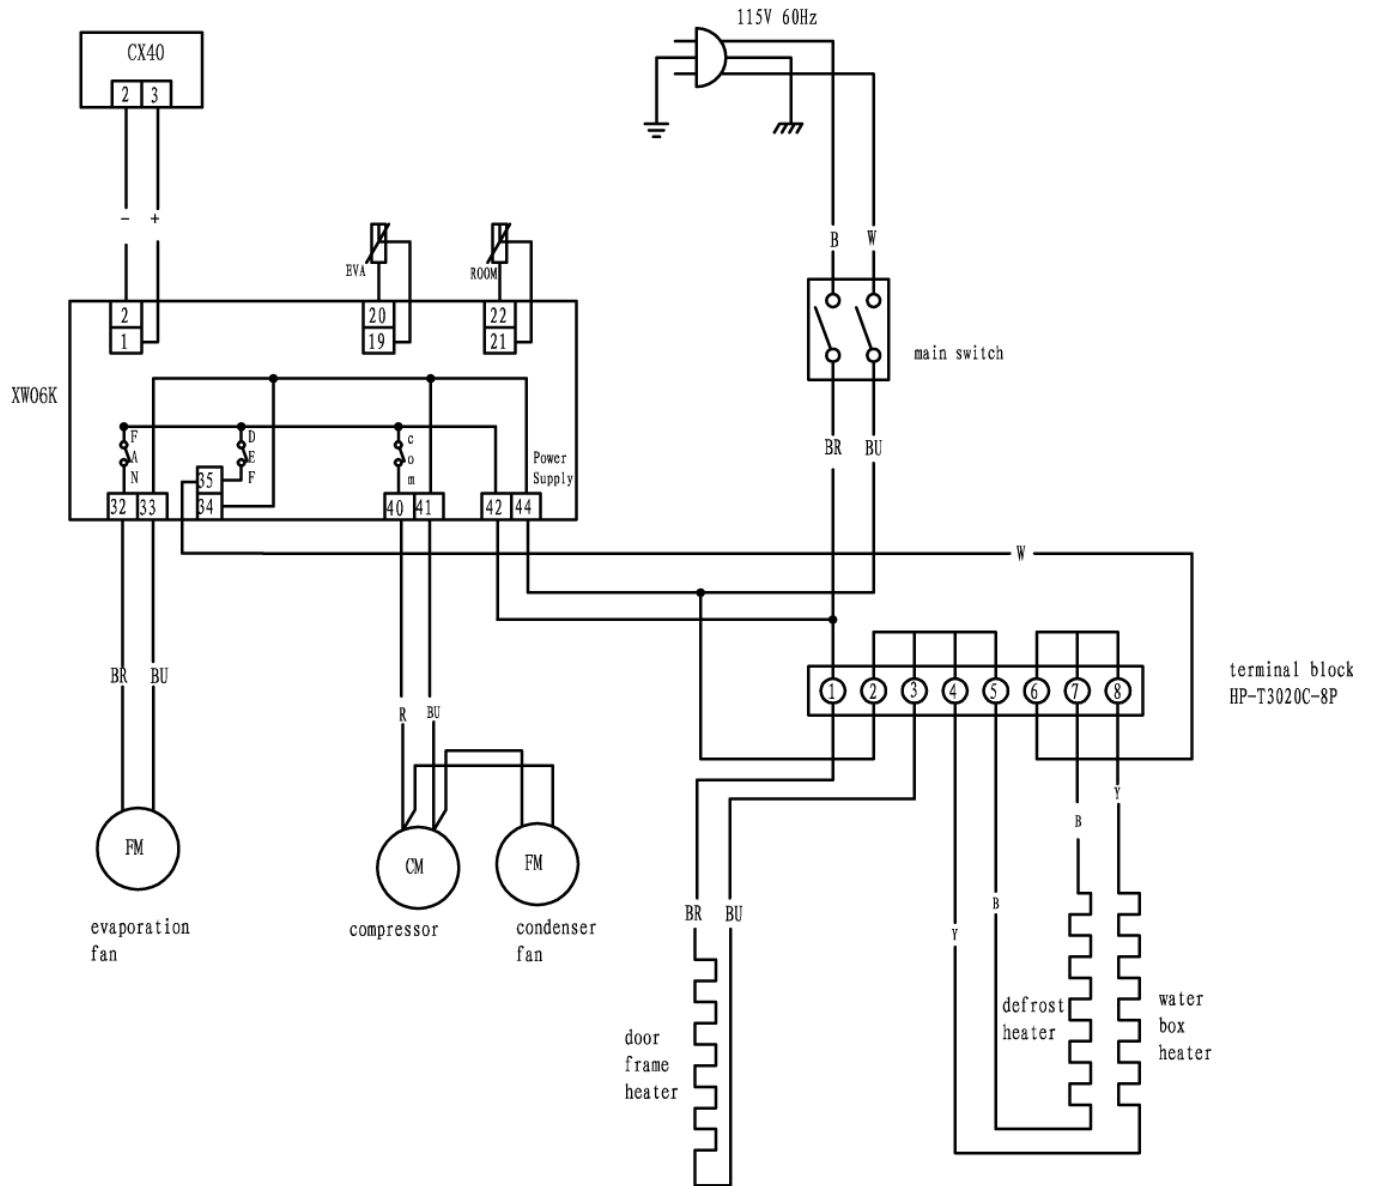 115V 60Hz
CX40
2 3
- +
B W
EVA
ROOM
2
1
20
19
22
21
main switch
XW06K
FAN
DEF
com
Power
Supply
BR BU
35
34
32 33
40 41
42 44
W
BR BU
R BU
1 2 3 4 5 6 7 8
terminal block
HP-T3020C-8P
FM
CM
FM
evaporation
fan
compressor
condenser
fan
BR BU
Y
B
B
Y
door
frame
heater
defrost
heater
water
box
heater